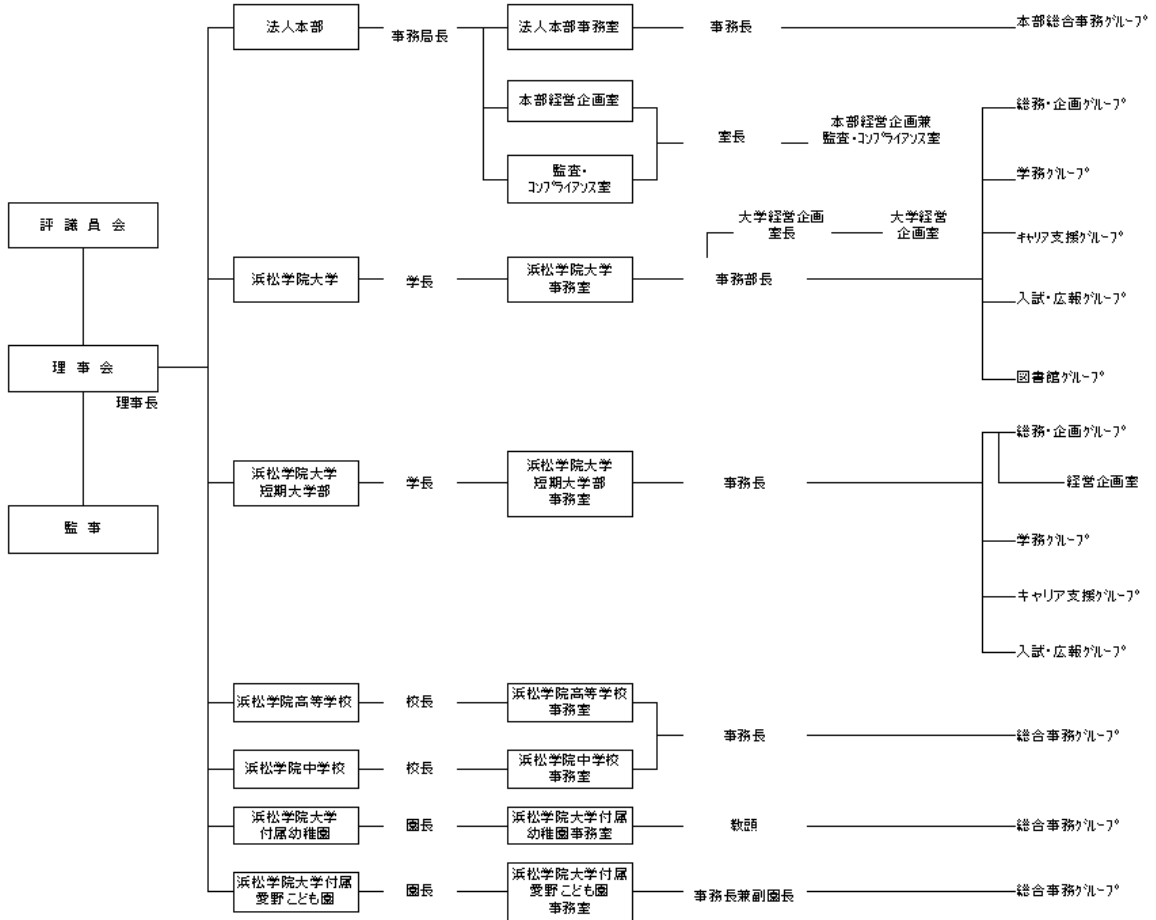 法人本部
事務局長
法人本部事務室
事務長
本部総合事務ｸﾞﾙｰﾌﾟ
本部経営企画室
監査・
ｺﾝﾌﾟﾗｲｱﾝｽ室
室長
本部経営企画兼
監査・ｺﾝﾌﾟﾗｲｱﾝｽ室
評議員会
理事会
理事長
監事
浜松学院大学
学長
浜松学院大学
事務室
大学経営企画
室長
大学経営
企画室
事務部長
総務・企画ｸﾞﾙｰﾌﾟ
学務ｸﾞﾙｰﾌﾟ
ｷｬﾘｱ支援ｸﾞﾙｰﾌﾟ
入試・広報ｸﾞﾙｰﾌﾟ
図書館ｸﾞﾙｰﾌﾟ
浜松学院大学
短期大学部
学長
浜松学院大学
短期大学部
事務室
事務長
総務・企画ｸﾞﾙｰﾌﾟ
経営企画室
学務ｸﾞﾙｰﾌﾟ
キャリア支援ｸﾞﾙｰﾌﾟ
入試・広報ｸﾞﾙｰﾌﾟ
浜松学院高等学校
校長
浜松学院高等学校
事務室
浜松学院中学校
校長
浜松学院中学校
事務室
事務長
総合事務ｸﾞﾙｰﾌﾟ
浜松学院大学
付属幼稚園
園長
浜松学院大学付属
幼稚園事務室
教頭
総合事務ｸﾞﾙｰﾌﾟ
浜松学院大学付属
愛野こども園
園長
浜松学院大学付属
愛野こども園
事務室
事務長兼副園長
総合事務ｸﾞﾙｰﾌﾟ